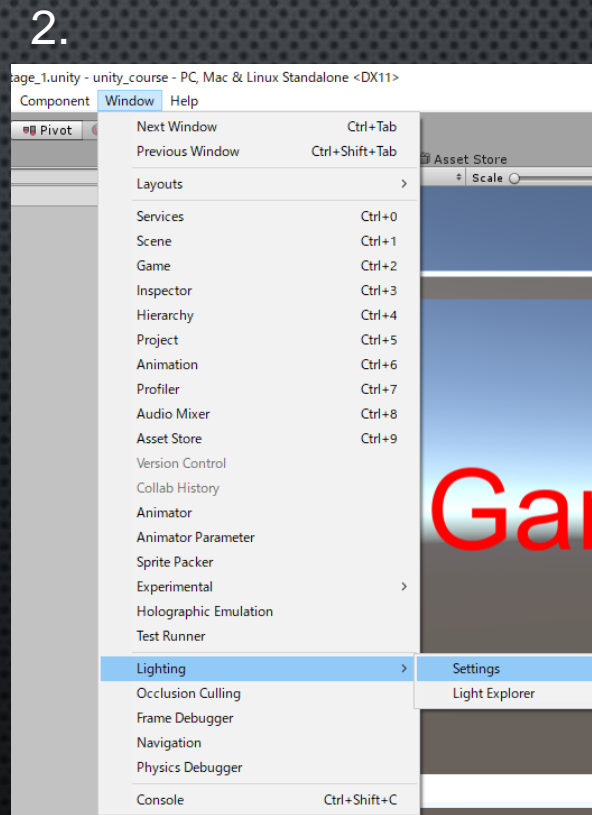 2.
tage_1.unity - unity_course - PC, Mac & Linux Standalone <DX11>
Component Window Help
Pivot
Next Window Ctrl+Tab
Previous Window Ctrl+Shift+Tab
Asset Store
Scale
Layouts
Services Ctrl+0
Scene Ctrl+1
Game Ctrl+2
Inspector Ctrl+3
Hierarchy Ctrl+4
Project Ctrl+5
Animation Ctrl+6
Profiler Ctrl+7
Audio Mixer Ctrl+8
Asset Store Ctrl+9
Version Control
Collab History
Animator
Animator Parameter
Sprite Packer
Experimental
Holographic Emulation
Test Runner
Lighting
Settings
Occlusion Culling
Light Explorer
Frame Debugger
Navigation
Physics Debugger
Console Ctrl+Shift+C